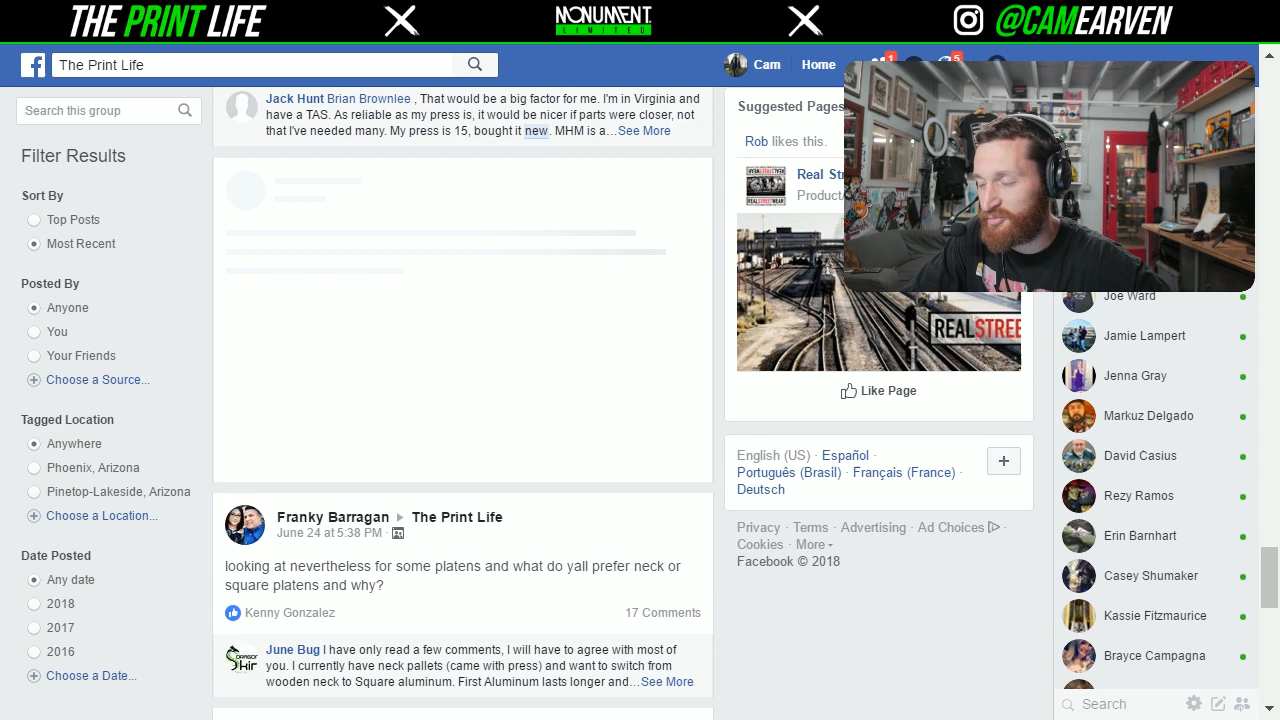 THE PRINT LIFE
MONUMENT
LIMITED
@CAMEARVEN
The Print Life
Cam
Home
1
5
Search this group
Filter Results
Sort By
Top Posts
Most Recent
Posted By
Anyone
You
Your Friends
Choose a Source...
Tagged Location
Anywhere
Phoenix, Arizona
Pinetop-Lakeside, Arizona
Choose a Location...
Date Posted
Any date
2018
2017
2016
Choose a Date...
Jack Hunt Brian Brownlee , That would be a big factor for me. I'm in Virginia and
have a TAS. As reliable as my press is, it would be nicer if parts were closer, not
that I've needed many. My press is 15, bought it new. MHM is a...See More
Franky Barragan ▶ The Print Life
June 24 at 5:38 PM ·
looking at nevertheless for some platens and what do yall prefer neck or
square platens and why?
Kenny Gonzalez
17 Comments
June Bug I have only read a few comments, I will have to agree with most of
you. I currently have neck pallets (came with press) and want to switch from
wooden neck to Square aluminum. First Aluminum lasts longer and...See More
Suggested Pages
Rob likes this.
Real Str
Product/
REALSTREETWEAR
REALSTREE
Like Page
English (US) · Español ·
Português (Brasil) · Français (France) ·
Deutsch
Privacy · Terms · Advertising · Ad Choices ·
Cookies · More
Facebook © 2018
Joe Ward
Jamie Lampert
Jenna Gray
Markuz Delgado
David Casius
Rezy Ramos
Erin Barnhart
Casey Shumaker
Kassie Fitzmaurice
Brayce Campagna
Search